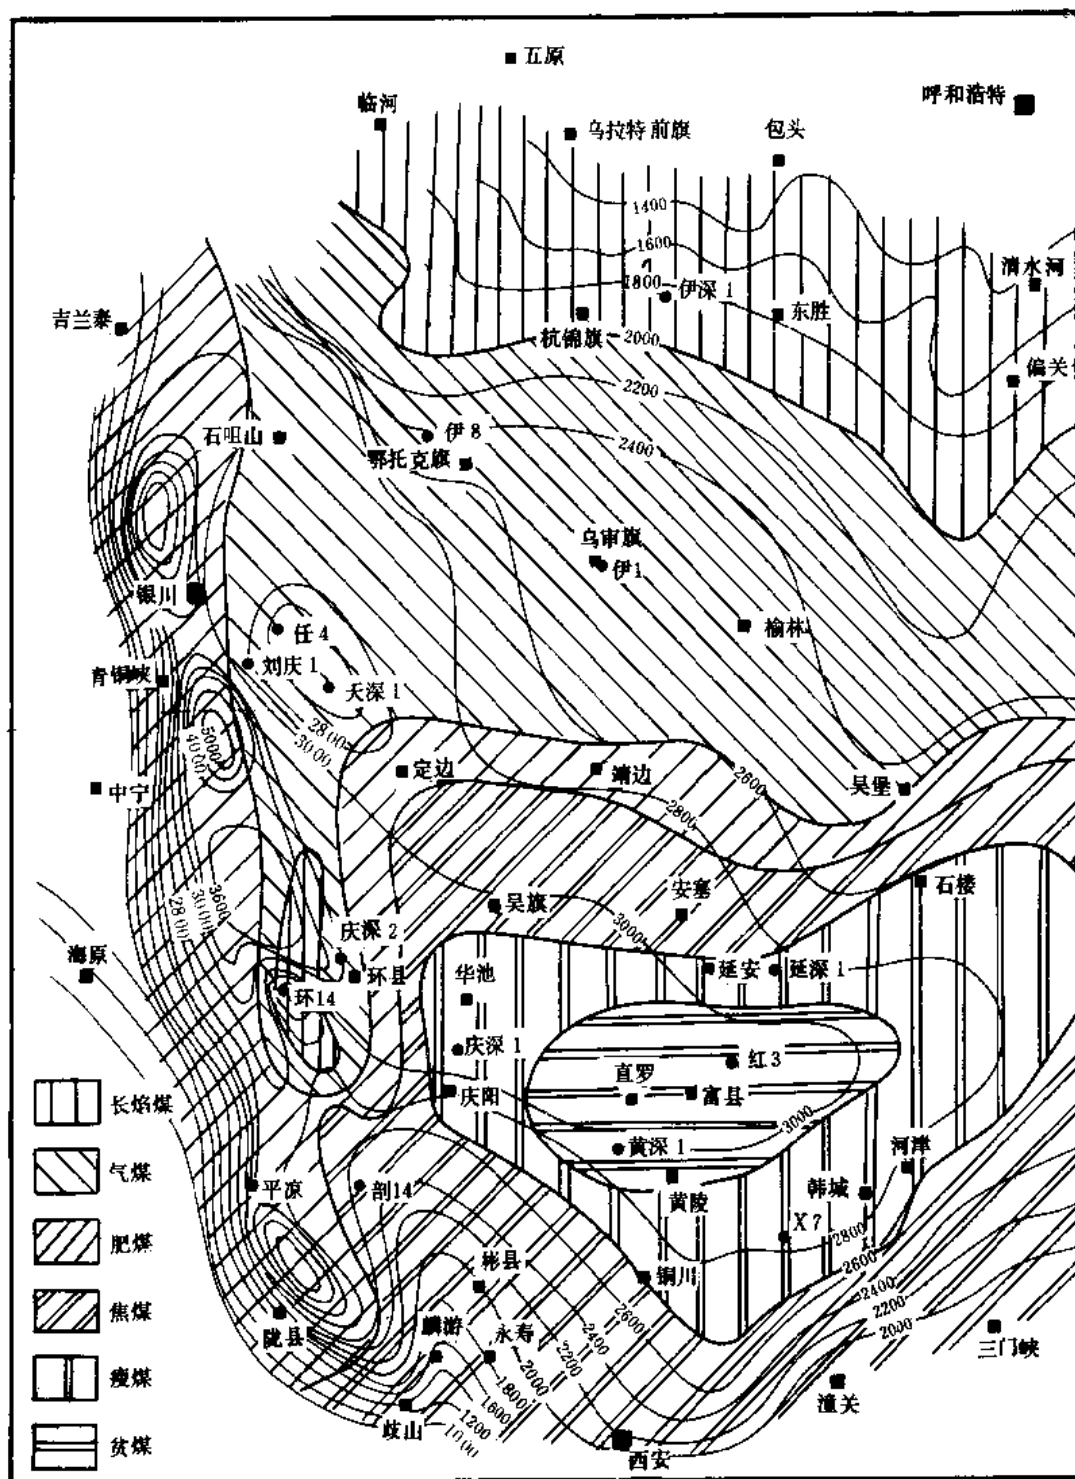 五原
呼和浩特
临河
乌拉特前旗
包头
1400
1600
清水河
1800
伊深1
吉兰泰
杭锦旗
2000
东胜
偏关
2200
石咀山
伊8
2400
鄂托克旗
乌审旗
伊1
银川
任4
榆林
刘庆1
青铜峡
天深1
2800
3000
5000
4000
定边
靖边
2600
吴堡
中宁
2800
石楼
3600
3000
2800
吴旗
安塞
3000
庆深2
海原
环县
华池
延安
延深1
环14
庆深1
红3
直罗
长焰煤
庆阳
富县
3000
黄深1
河津
气煤
平凉
剖14
黄陵
韩城
X7
2800
肥煤
彬县
铜川
2600
2400
焦煤
陇县
麟游
永寿
2600
2400
2200
2000
2200
2000
三门峡
瘦煤
1800
1600
1200
1000
潼关
岐山
贫煤
西安